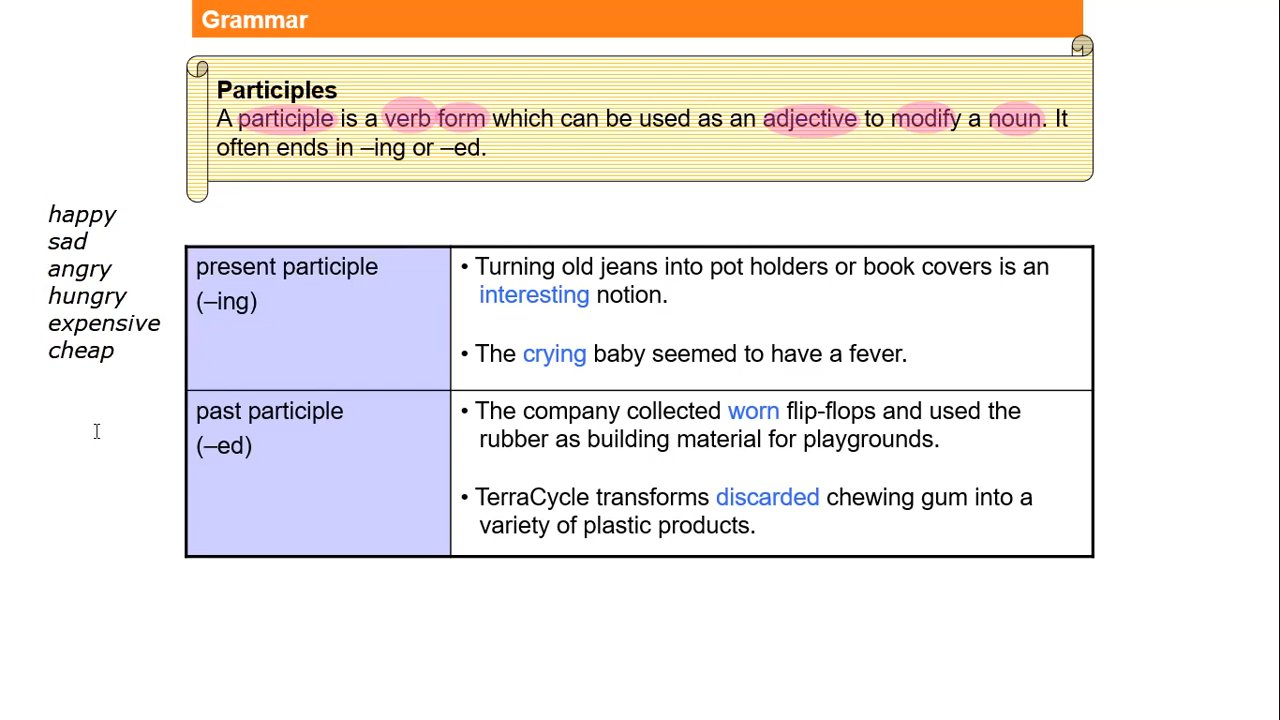 Grammar
Participles
A participle is a verb form which can be used as an adjective to modify a noun. It
often ends in –ing or –ed.
happy
sad
angry
hungry
expensive
cheap
present participle
(–ing)
• Turning old jeans into pot holders or book covers is an
interesting notion.
• The crying baby seemed to have a fever.
past participle
(–ed)
• The company collected worn flip-flops and used the
rubber as building material for playgrounds.
• TerraCycle transforms discarded chewing gum into a
variety of plastic products.